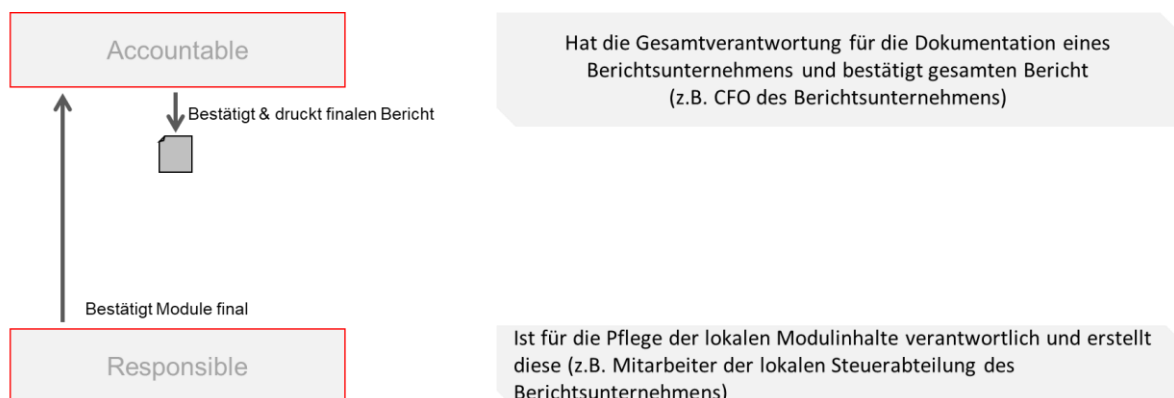 Accountable
Hat die Gesamtverantwortung für die Dokumentation eines
Berichtsunternehmens und bestätigt gesamten Bericht
(z.B. CFO des Berichtsunternehmens)
Bestätigt & druckt finalen Bericht
Bestätigt Module final
Responsible
Ist für die Pflege der lokalen Modulinhalte verantwortlich und erstellt
diese (z.B. Mitarbeiter der lokalen Steuerabteilung des
Berichtsunternehmens)